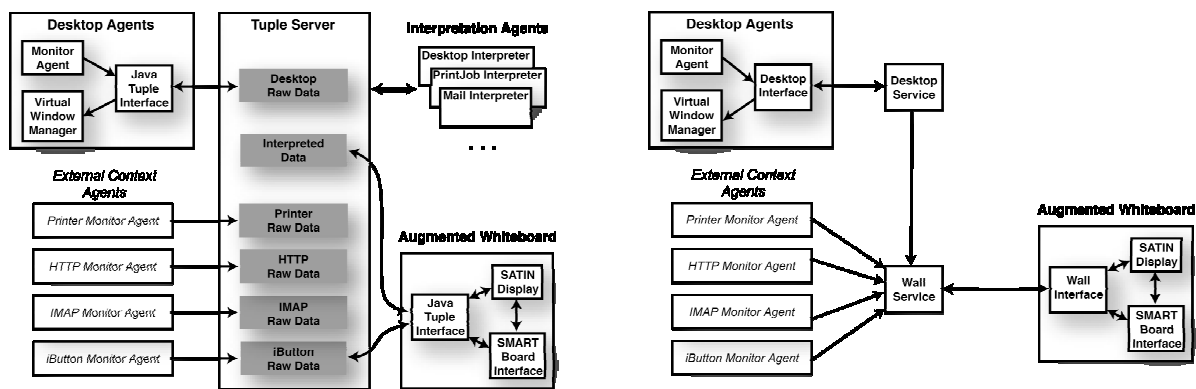 Desktop Agents
Monitor
Agent
Java
Tuple
Interface
Virtual
Window
Manager
External Context
Agents
Printer Monitor Agent
HTTP Monitor Agent
IMAP Monitor Agent
iButton Monitor Agent
Tuple Server
Desktop
Raw Data
Interpreted
Data
Printer
Raw Data
HTTP
Raw Data
IMAP
Raw Data
iButton
Raw Data
Interpretation Agents
Desktop Interpreter
PrintJob Interpreter
Mail Interpreter
. . .
Augmented Whiteboard
Java
Tuple
Interface
SATIN
Display
SMART
Board
Interface
Desktop Agents
Monitor
Agent
Desktop
Interface
Virtual
Window
Manager
Desktop
Service
External Context
Agents
Printer Monitor Agent
HTTP Monitor Agent
IMAP Monitor Agent
iButton Monitor Agent
Wall
Service
Augmented Whiteboard
Wall
Interface
SATIN
Display
SMART
Board
Interface